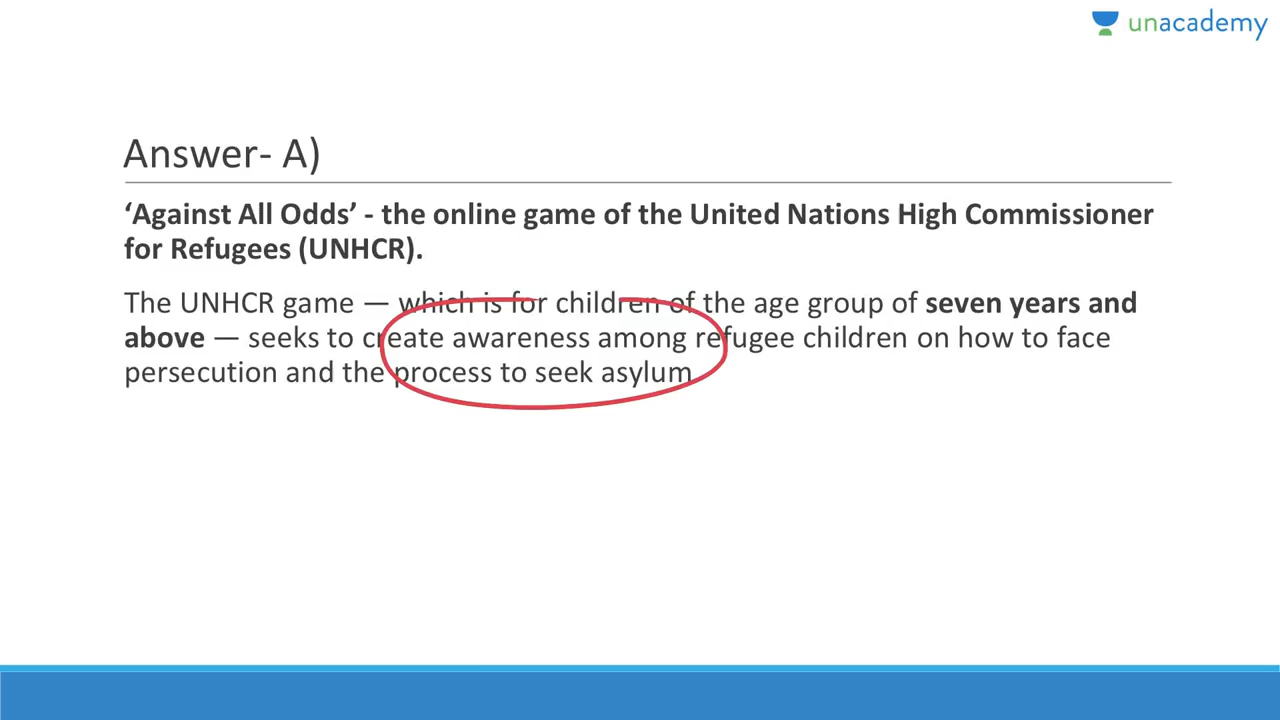 unacademy
Answer- A)
‘Against All Odds’ - the online game of the United Nations High Commissioner
for Refugees (UNHCR).
The UNHCR game — which is for children of the age group of seven years and
above — seeks to create awareness among refugee children on how to face
persecution and the process to seek asylum.